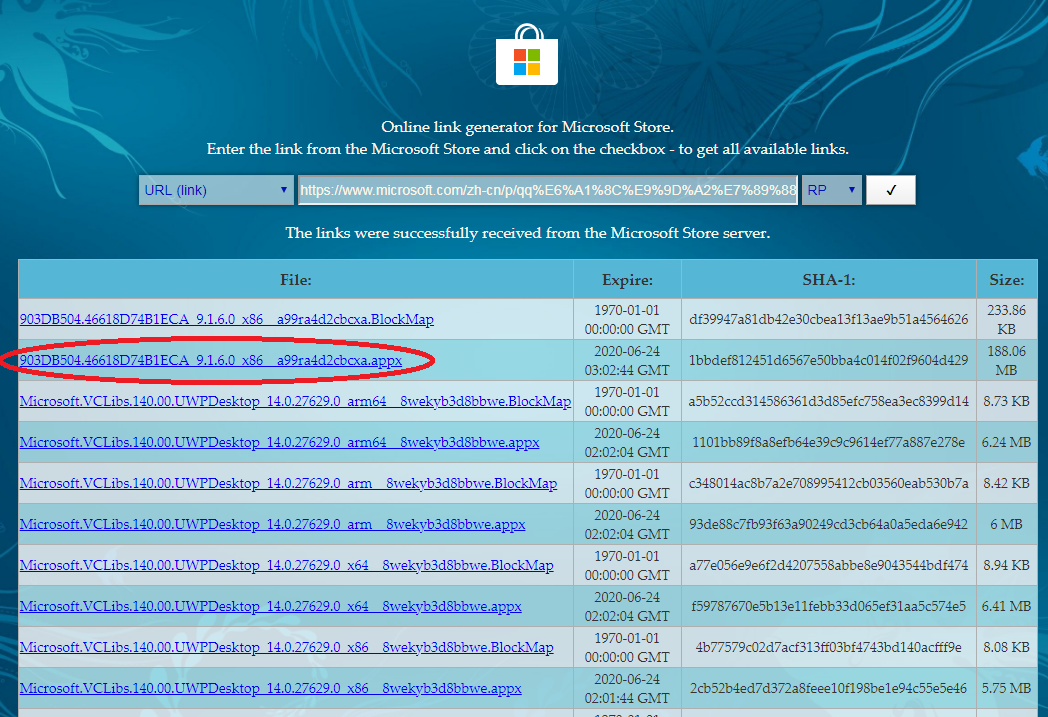 Online link generator for Microsoft Store.
Enter the link from the Microsoft Store and click on the checkbox - to get all available links.
URL (link) https://www.microsoft.com/zh-cn/p/qq%E6%A1%8C%E9%9D%A2%E7%89%88 RP ✓
The links were successfully received from the Microsoft Store server.
File: Expire: SHA-1: Size:
903DB504.46618D74B1ECA_9.1.6.0_x86__a99ra4d2cbcxa.BlockMap 1970-01-01 00:00:00 GMT df39947a81db42e30cbea13f13ae9b51a4564626 233.86 KB
903DB504.46618D74B1ECA_9.1.6.0_x86__a99ra4d2cbcxa.appx 2020-06-24 03:02:44 GMT 1bbdef812451d6567e50bba4c014f02f9604d429 188.06 MB
Microsoft.VCLibs.140.00.UWPDesktop_14.0.27629.0_arm64__8wekyb3d8bbwe.BlockMap 1970-01-01 00:00:00 GMT a5b52ccd314586361d3d85efc758ea3ec8399d14 8.73 KB
Microsoft.VCLibs.140.00.UWPDesktop_14.0.27629.0_arm64__8wekyb3d8bbwe.appx 2020-06-24 02:02:04 GMT 1101bb89f8a8efb64e39c9c9614ef77a887e278e 6.24 MB
Microsoft.VCLibs.140.00.UWPDesktop_14.0.27629.0_arm__8wekyb3d8bbwe.BlockMap 1970-01-01 00:00:00 GMT c348014ac8b7a2e708995412cb03560eab530b7a 8.42 KB
Microsoft.VCLibs.140.00.UWPDesktop_14.0.27629.0_arm__8wekyb3d8bbwe.appx 2020-06-24 02:02:04 GMT 93de88c7fb93f63a90249cd3cb64a0a5eda6e942 6 MB
Microsoft.VCLibs.140.00.UWPDesktop_14.0.27629.0_x64__8wekyb3d8bbwe.BlockMap 1970-01-01 00:00:00 GMT a77e056e9e6f2d4207558abbe8e9043544bdf474 8.94 KB
Microsoft.VCLibs.140.00.UWPDesktop_14.0.27629.0_x64__8wekyb3d8bbwe.appx 2020-06-24 02:02:04 GMT f59787670e5b13e11febb33d065ef31aa5c574e5 6.41 MB
Microsoft.VCLibs.140.00.UWPDesktop_14.0.27629.0_x86__8wekyb3d8bbwe.BlockMap 1970-01-01 00:00:00 GMT 4b77579c02d7acf313ff03bf4743bd140acfff9e 8.08 KB
Microsoft.VCLibs.140.00.UWPDesktop_14.0.27629.0_x86__8wekyb3d8bbwe.appx 2020-06-24 02:01:44 GMT 2cb52b4ed7d372a8feee10f198be1e94c55e5e46 5.75 MB